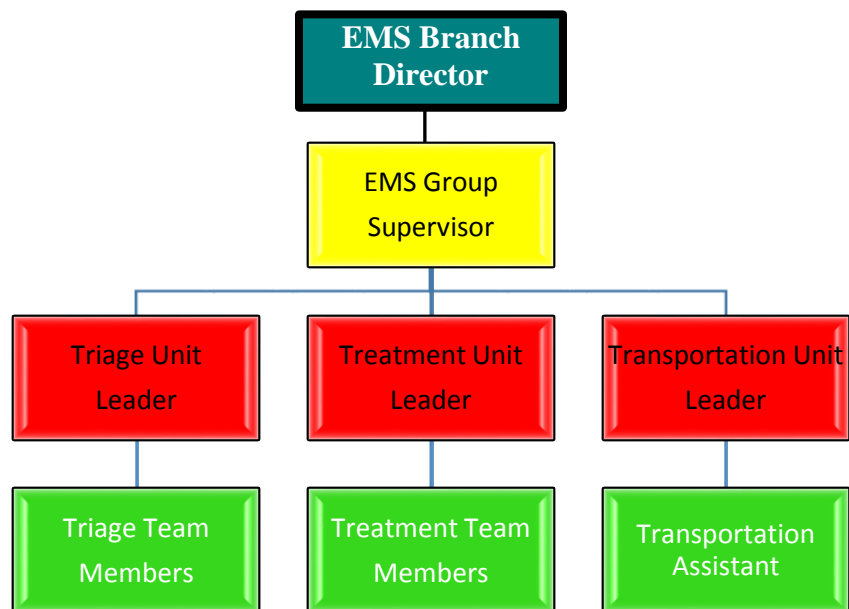 EMS Branch
Director
EMS Group
Supervisor
Triage Unit
Leader
Treatment Unit
Leader
Transportation Unit
Leader
Triage Team
Members
Treatment Team
Members
Transportation
Assistant